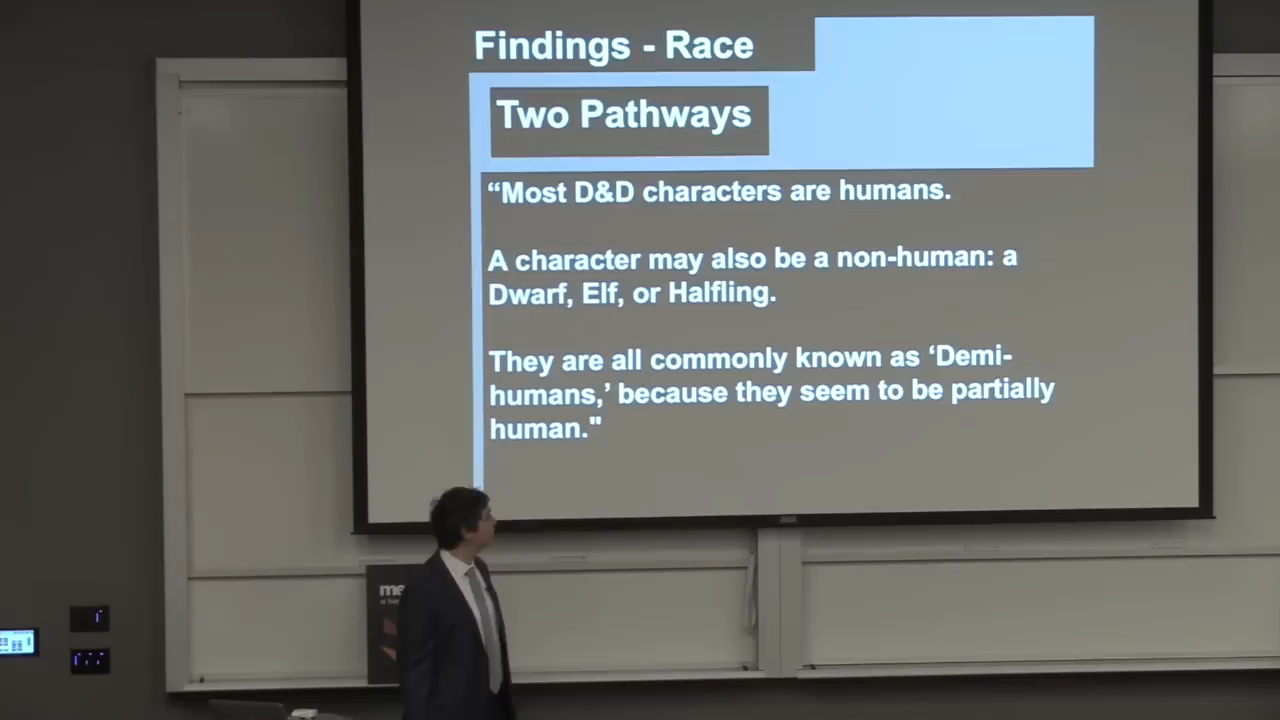 Findings - Race
Two Pathways
“Most D&D characters are humans.
A character may also be a non-human: a
Dwarf, Elf, or Halfling.
They are all commonly known as ‘Demi-
humans,’ because they seem to be partially
human."